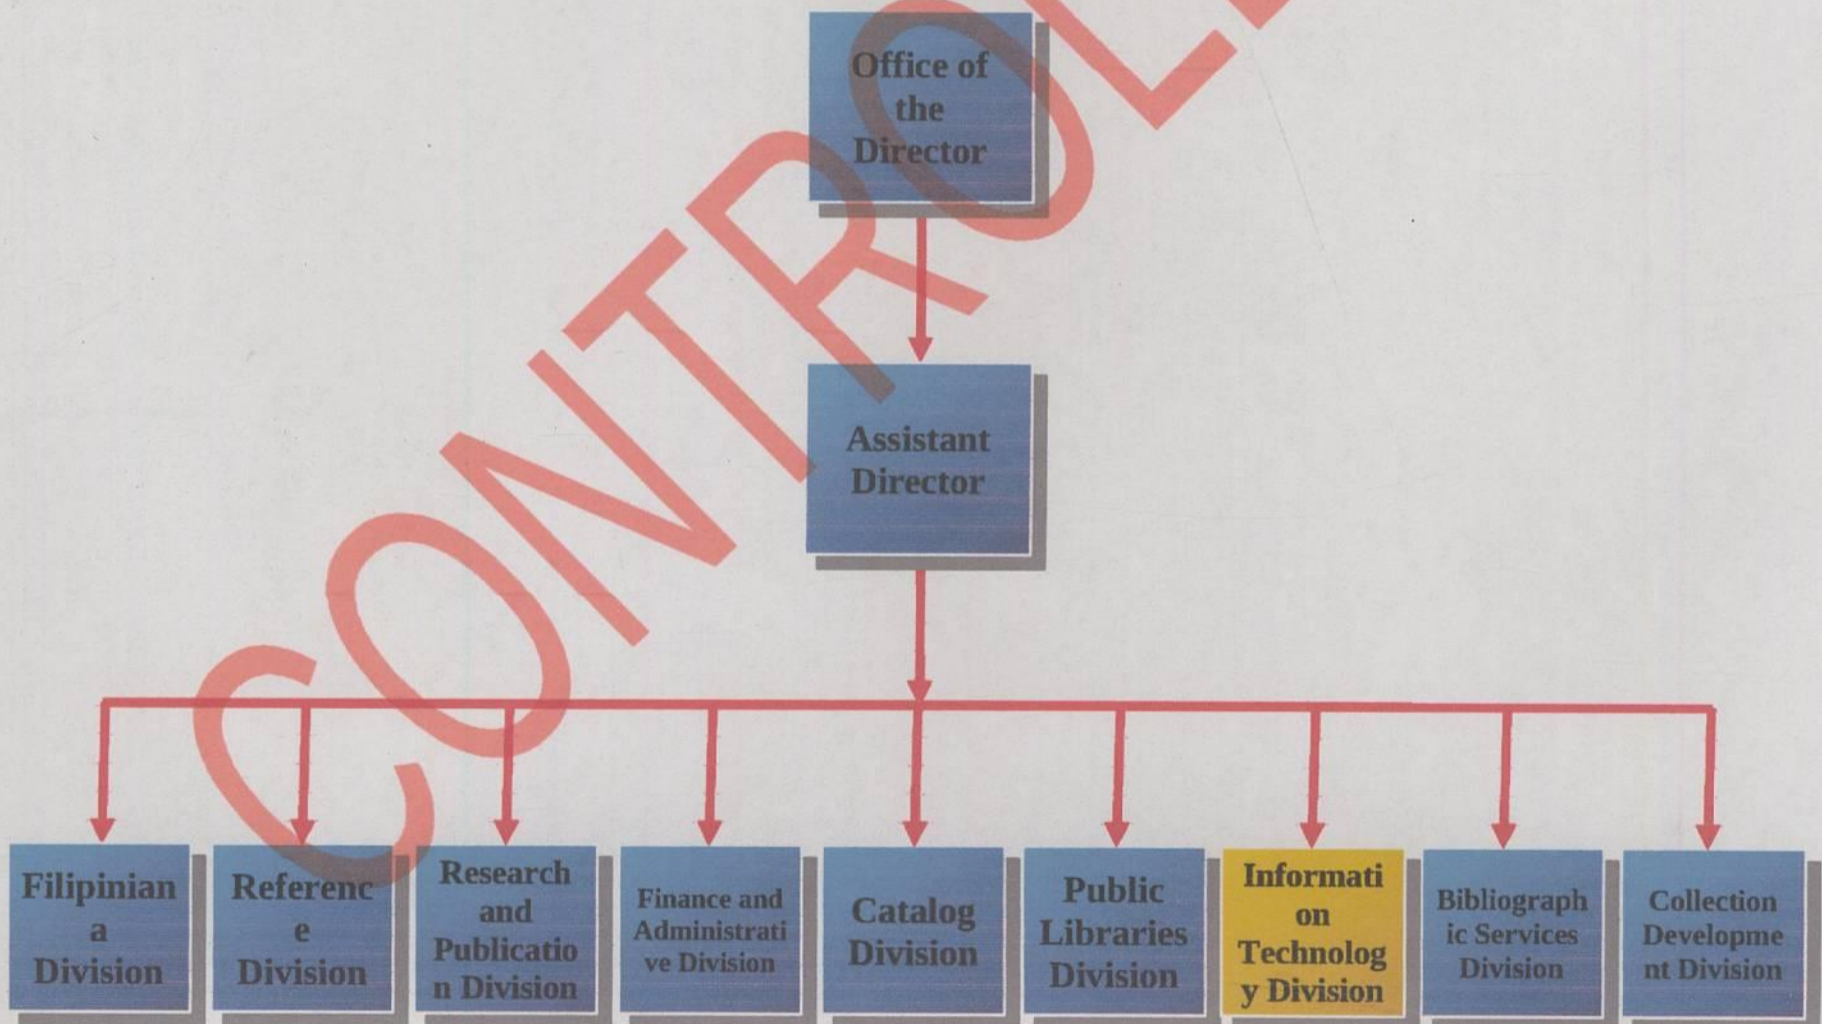 Office of
the
Director
Assistant
Director
Filipinian
a
Division
Referenc
e
Division
Research
and
Publicatio
n Division
Finance and
Administrati
ve Division
Catalog
Division
Public
Libraries
Division
Informati
on
Technolog
y Division
Bibliograph
ic Services
Division
Collection
Developme
nt Division